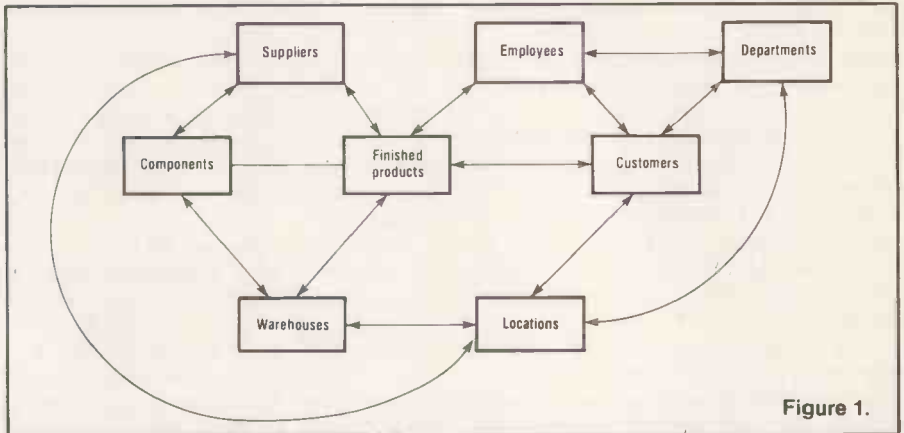 Suppliers
Employees
Departments
Components
Finished
products
Customers
Warehouses
Locations
Figure 1.